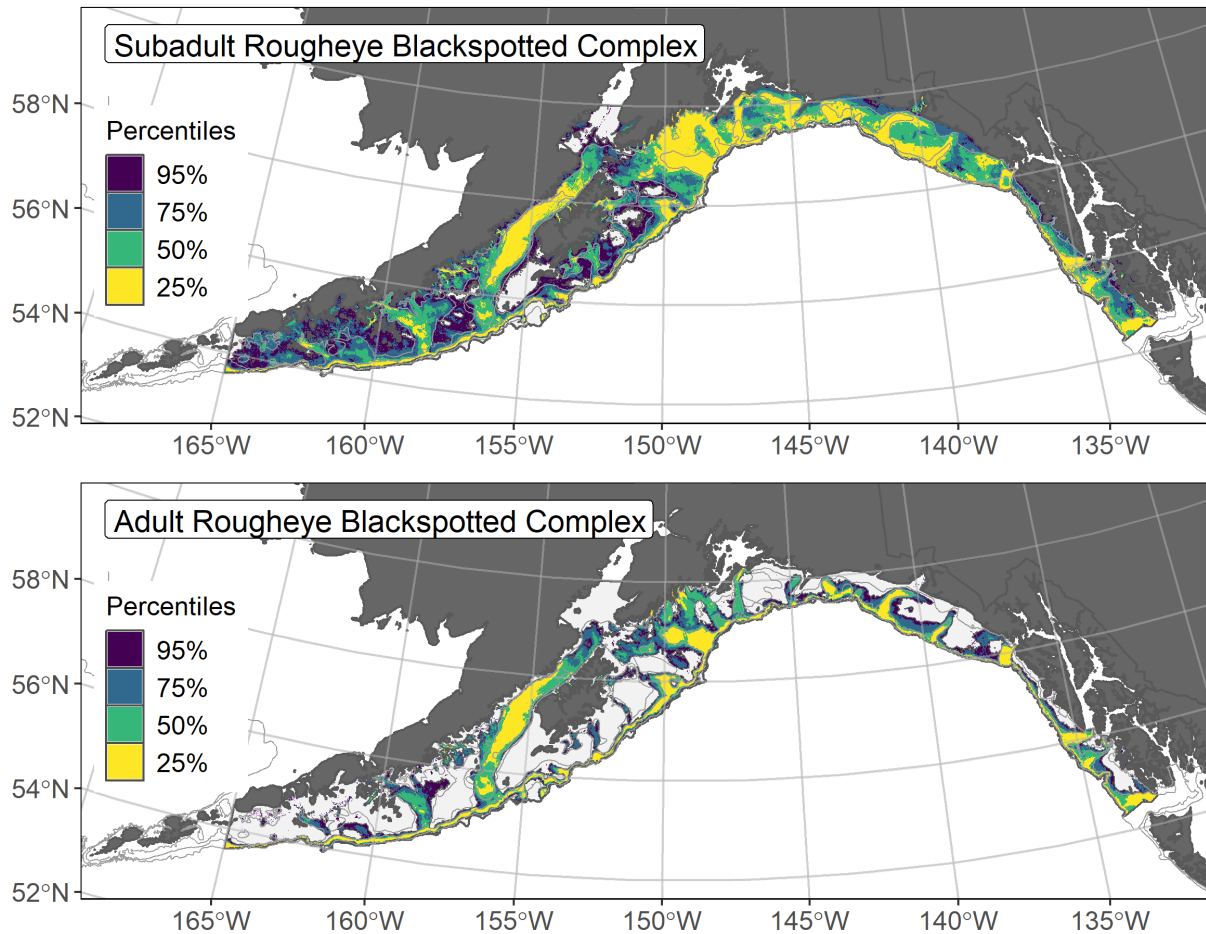 Subadult Rougheye Blackspotted Complex
58°N
56°N
54°N
52°N
Percentiles
95%
75%
50%
25%
165°W 160°W 155°W 150°W 145°W 140°W 135°W
Adult Rougheye Blackspotted Complex
58°N
56°N
54°N
52°N
Percentiles
95%
75%
50%
25%
165°W 160°W 155°W 150°W 145°W 140°W 135°W